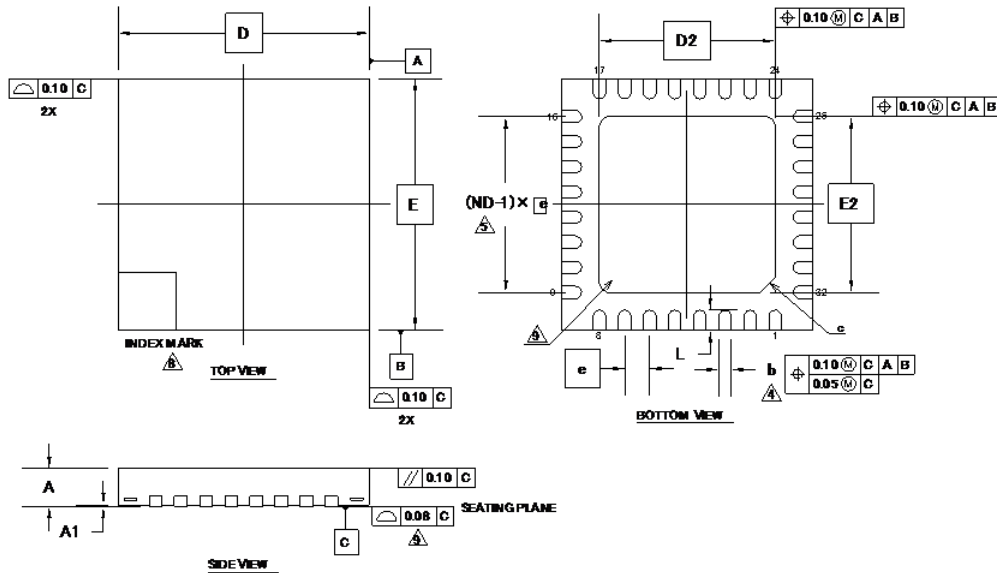 D
A
⌓ 0.10 C
2X
E
INDEX MARK
8
TOP VIEW
B
⌓ 0.10 C
2X
⌖ 0.10 Ⓜ C A B
D2
17
24
⌖ 0.10 Ⓜ C A B
16
25
(ND-1)× e
5
E2
9
32
9
8
1
c
e
L
b
4
⌖ 0.10 Ⓜ C A B
0.05 Ⓜ C
BOTTOM VIEW
A
// 0.10 C
SEATING PLANE
A1
⌓ 0.08 C
9
C
SIDE VIEW